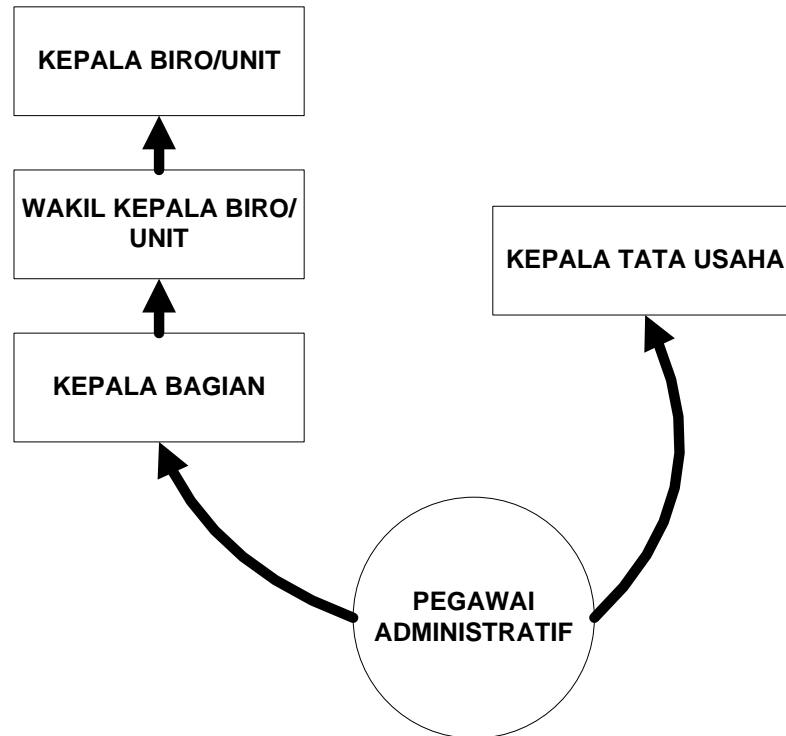 KEPALA BIRO/UNIT
WAKIL KEPALA BIRO/
UNIT
KEPALA TATA USAHA
KEPALA BAGIAN
PEGAWAI
ADMINISTRATIF